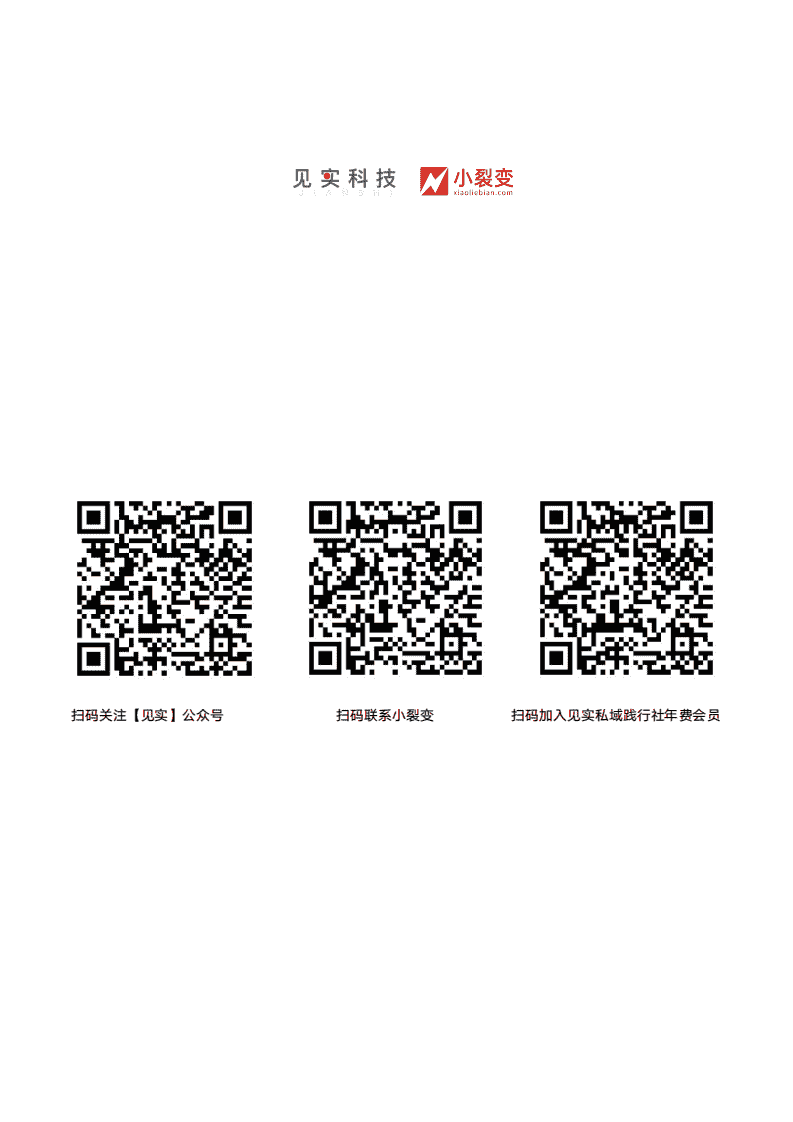 见实科技 小裂变
JIANSHI xiaoliebian.com
扫码关注【见实】公众号 扫码联系小裂变 扫码加入见实私域践行社年费会员